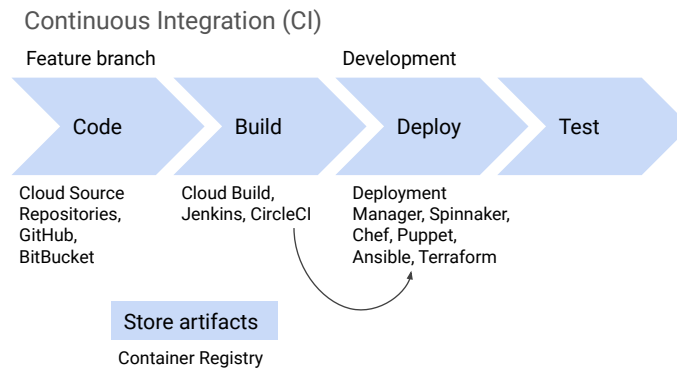 Continuous Integration (CI)
Feature branch
Development
Code
Build
Deploy
Test
Cloud Source
Repositories,
GitHub,
BitBucket
Cloud Build,
Jenkins, CircleCI
Deployment
Manager, Spinnaker,
Chef, Puppet,
Ansible, Terraform
Store artifacts
Container Registry